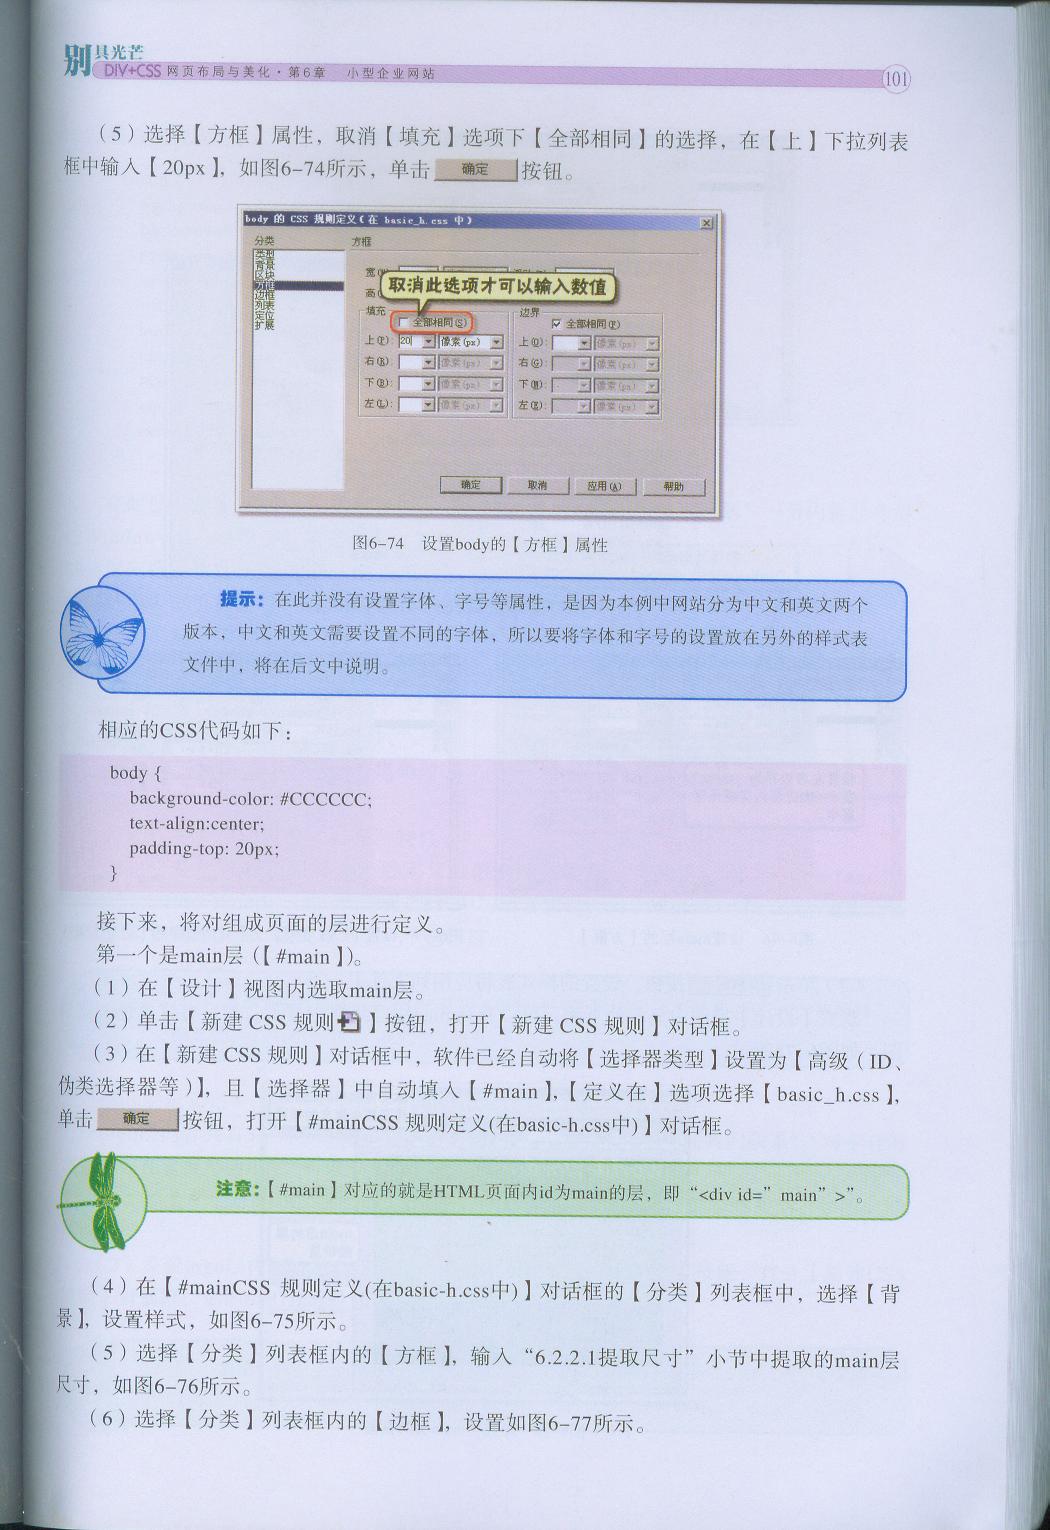 别具光芒
DIV+CSS 网页布局与美化·第6章 小型企业网站
101
（5）选择【方框】属性，取消【填充】选项下【全部相同】的选择，在【上】下拉列表
框中输入【20px】，如图6-74所示，单击 确定 按钮。
body 的 CSS 规则定义(在 basic_h.css 中)
分类
方框
类型
背景
区块
方框
边框
列表
定位
扩展
取消此选项才可以输入数值
填充
边界
全部相同(S)
全部相同(F)
上(P): 20 像素(px)
上(O): 像素(px)
右(R): 像素(px)
右(G): 像素(px)
下(B): 像素(px)
下(M): 像素(px)
左(L): 像素(px)
左(E): 像素(px)
确定 取消 应用(A) 帮助
图6-74 设置body的【方框】属性
提示：在此并没有设置字体、字号等属性，是因为本例中网站分为中文和英文两个
版本，中文和英文需要设置不同的字体，所以要将字体和字号的设置放在另外的样式表
文件中，将在后文中说明。
相应的CSS代码如下：
body {
background-color: #CCCCCC;
text-align:center;
padding-top: 20px;
}
接下来，将对组成页面的层进行定义。
第一个是main层（【#main】）。
（1）在【设计】视图内选取main层。
（2）单击【新建 CSS 规则】按钮，打开【新建 CSS 规则】对话框。
（3）在【新建 CSS 规则】对话框中，软件已经自动将【选择器类型】设置为【高级（ID、
伪类选择器等）】，且【选择器】中自动填入【#main】，【定义在】选项选择【basic_h.css】，
单击 确定 按钮，打开【#mainCSS 规则定义(在basic-h.css中)】对话框。
注意：【#main】对应的就是HTML页面内id为main的层，即“<div id=”main”>”。
（4）在【#mainCSS 规则定义(在basic-h.css中)】对话框的【分类】列表框中，选择【背
景】，设置样式，如图6-75所示。
（5）选择【分类】列表框内的【方框】，输入“6.2.2.1提取尺寸”小节中提取的main层
尺寸，如图6-76所示。
（6）选择【分类】列表框内的【边框】，设置如图6-77所示。